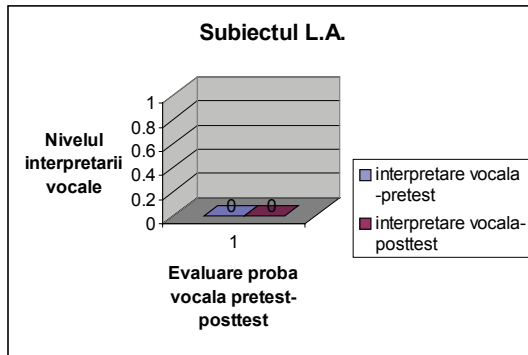 Subiectul L.A.
Nivelul
interpretarii
vocale
1
0.8
0.6
0.4
0.2
0
0 0
1
Evaluare proba
vocala pretest-
posttest
interpretare vocala
-pretest
interpretare vocala-
posttest